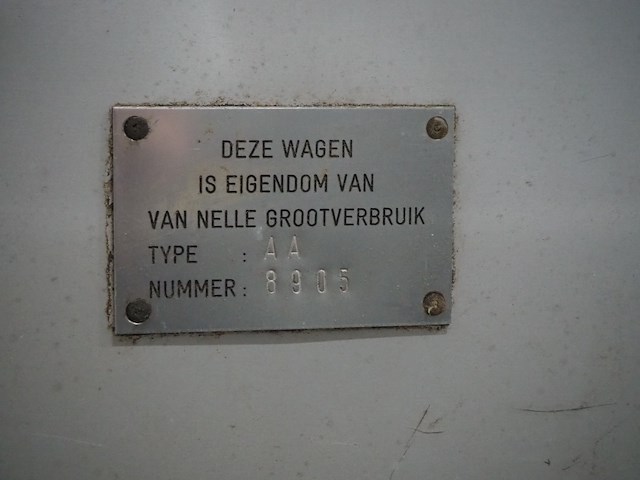 DEZE WAGEN
IS EIGENDOM VAN
VAN NELLE GROOTVERBRUIK
TYPE : AA
NUMMER: 8905